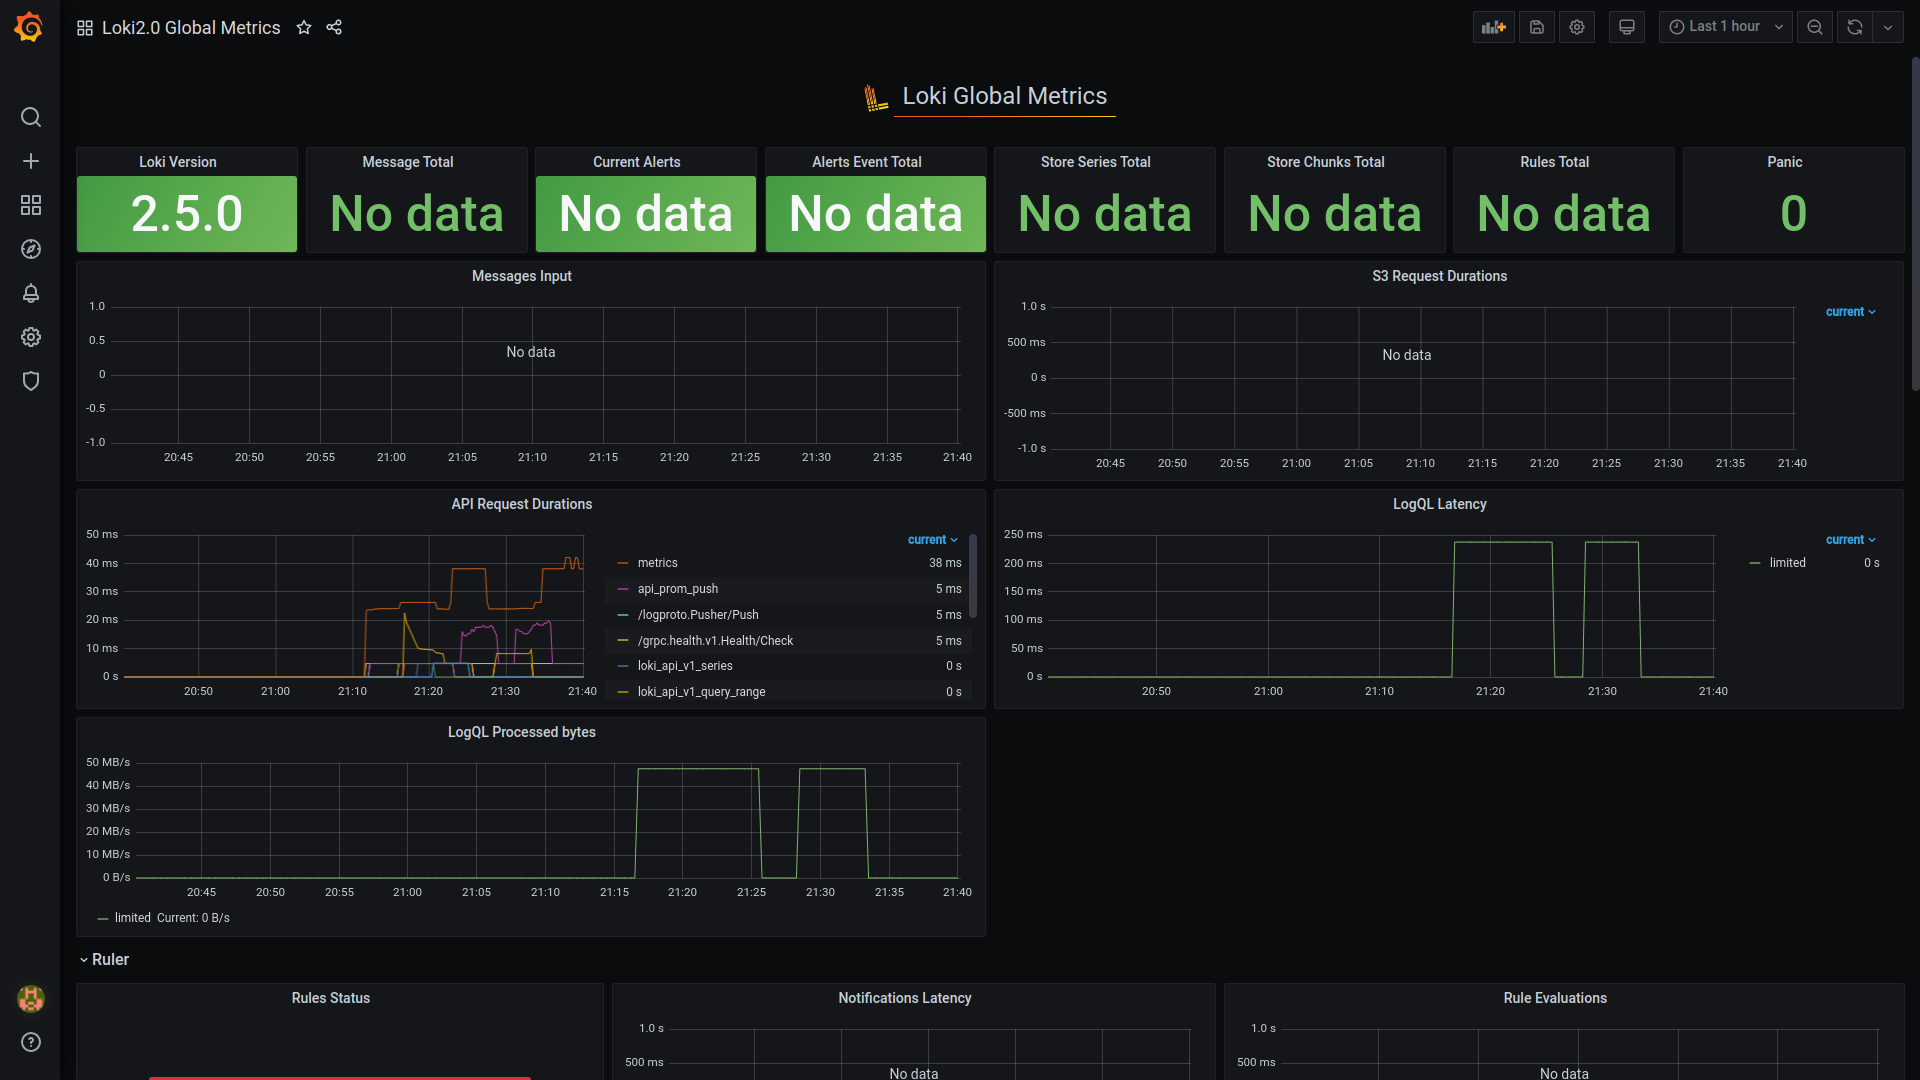 Loki2.0 Global Metrics
Last 1 hour
Loki Global Metrics
Loki Version
2.5.0
Message Total
No data
Current Alerts
No data
Alerts Event Total
No data
Store Series Total
No data
Store Chunks Total
No data
Rules Total
No data
Panic
0
Messages Input
1.0
0.5
0
-0.5
-1.0
No data
20:45 20:50 20:55 21:00 21:05 21:10 21:15 21:20 21:25 21:30 21:35 21:40
S3 Request Durations
1.0 s
500 ms
0 s
-500 ms
-1.0 s
No data
20:45 20:50 20:55 21:00 21:05 21:10 21:15 21:20 21:25 21:30 21:35 21:40
current
API Request Durations
50 ms
40 ms
30 ms
20 ms
10 ms
0 s
20:50 21:00 21:10 21:20 21:30 21:40
current
metrics 38 ms
api_prom_push 5 ms
/logproto.Pusher/Push 5 ms
/grpc.health.v1.Health/Check 5 ms
loki_api_v1_series 0 s
loki_api_v1_query_range 0 s
LogQL Latency
250 ms
200 ms
150 ms
100 ms
50 ms
0 s
20:50 21:00 21:10 21:20 21:30 21:40
current
limited 0 s
LogQL Processed bytes
50 MB/s
40 MB/s
30 MB/s
20 MB/s
10 MB/s
0 B/s
20:45 20:50 20:55 21:00 21:05 21:10 21:15 21:20 21:25 21:30 21:35 21:40
limited Current: 0 B/s
Ruler
Rules Status
Notifications Latency
1.0 s
500 ms
No data
Rule Evaluations
1.0 s
500 ms
No data